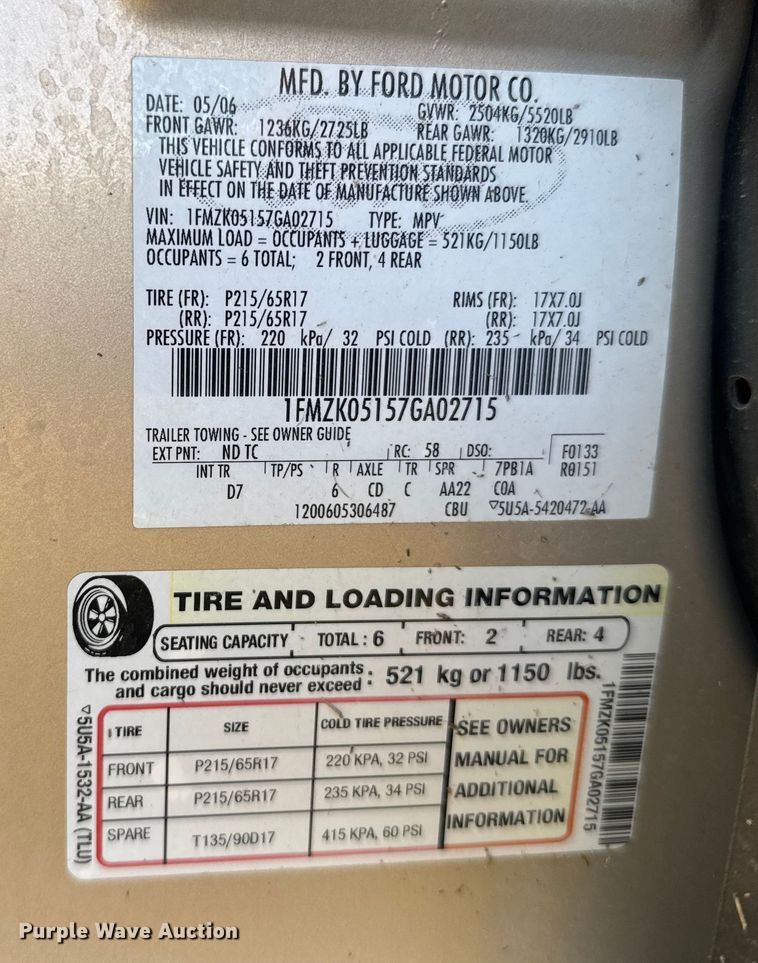 MFD. BY FORD MOTOR CO.
DATE: 05/06 GVWR: 2504KG/5520LB
FRONT GAWR: 1236KG/2725LB REAR GAWR: 1320KG/2910LB
THIS VEHICLE CONFORMS TO ALL APPLICABLE FEDERAL MOTOR
VEHICLE SAFETY AND THEFT PREVENTION STANDARDS
IN EFFECT ON THE DATE OF MANUFACTURE SHOWN ABOVE.
VIN: 1FMZK05157GA02715 TYPE: MPV
MAXIMUM LOAD = OCCUPANTS + LUGGAGE = 521KG/1150LB
OCCUPANTS = 6 TOTAL; 2 FRONT, 4 REAR
TIRE (FR): P215/65R17 RIMS (FR): 17X7.0J
(RR): P215/65R17 (RR): 17X7.0J
PRESSURE (FR): 220 kPa/ 32 PSI COLD (RR): 235 kPa/ 34 PSI COLD
1FMZK05157GA02715
TRAILER TOWING - SEE OWNER GUIDE
EXT PNT: ND TC RC: 58 DSO: F0133
INT TR TP/PS R AXLE TR SPR 7PB1A R0151
D7 6 CD C AA22 COA
1200605306487 CBU ▽5U5A-5420472-AA
TIRE AND LOADING INFORMATION
SEATING CAPACITY TOTAL : 6 FRONT: 2 REAR: 4
The combined weight of occupants
and cargo should never exceed : 521 kg or 1150 lbs.
TIRE SIZE COLD TIRE PRESSURE
FRONT P215/65R17 220 KPA, 32 PSI
REAR P215/65R17 235 KPA, 34 PSI
SPARE T135/90D17 415 KPA, 60 PSI
SEE OWNERS
MANUAL FOR
ADDITIONAL
INFORMATION
▽5U5A-1532-AA (TLU)
1FMZK05157GA02715
Purple Wave Auction